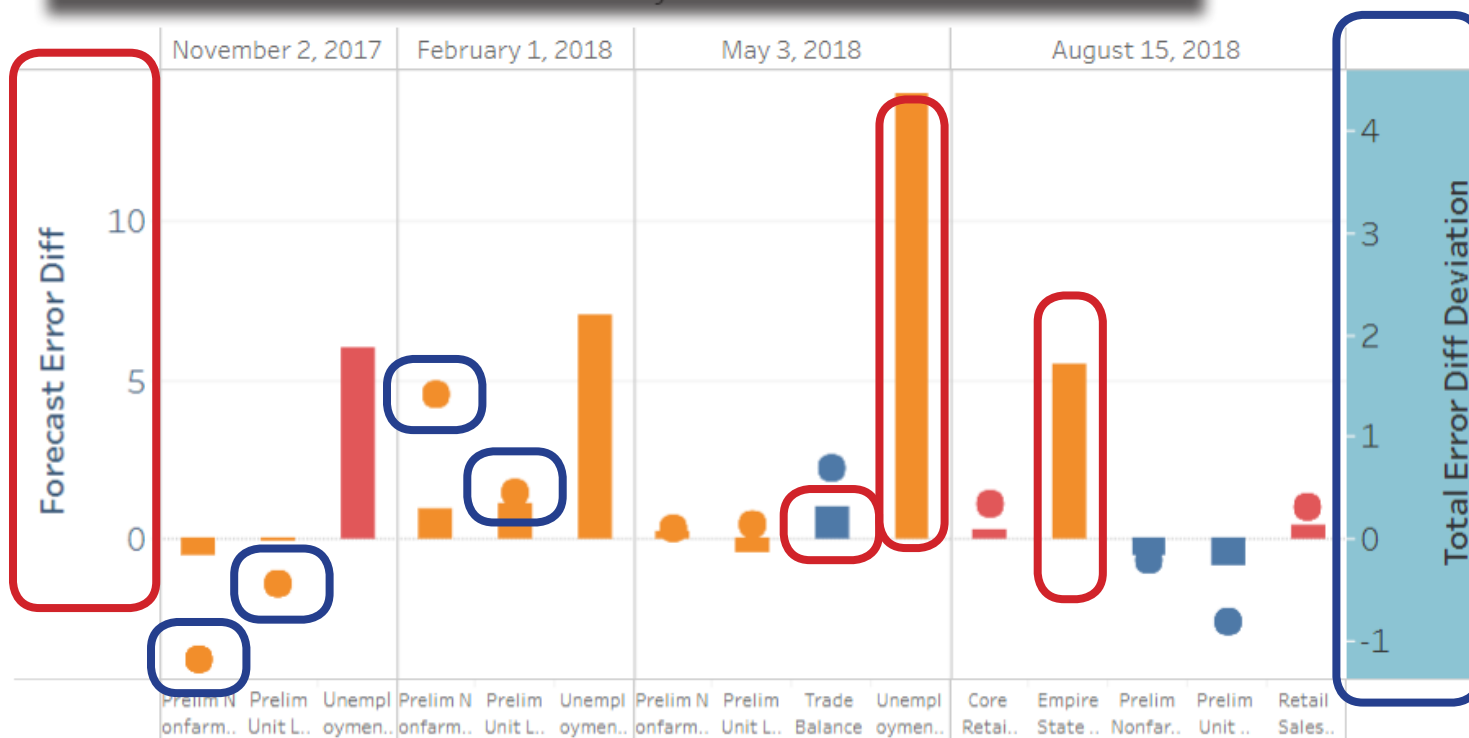 November 2, 2017
February 1, 2018
May 3, 2018
August 15, 2018
Forecast Error Diff
10
5
0
4
3
2
1
0
-1
Total Error Diff Deviation
Prelim N
onfarm..
Prelim
Unit L..
Unempl
oymen..
Prelim N
onfarm..
Prelim
Unit L..
Unempl
oymen..
Prelim N
onfarm..
Prelim
Unit L..
Trade
Balance
Unempl
oymen..
Core
Retai..
Empire
State ..
Prelim
Nonfar..
Prelim
Unit ..
Retail
Sales..